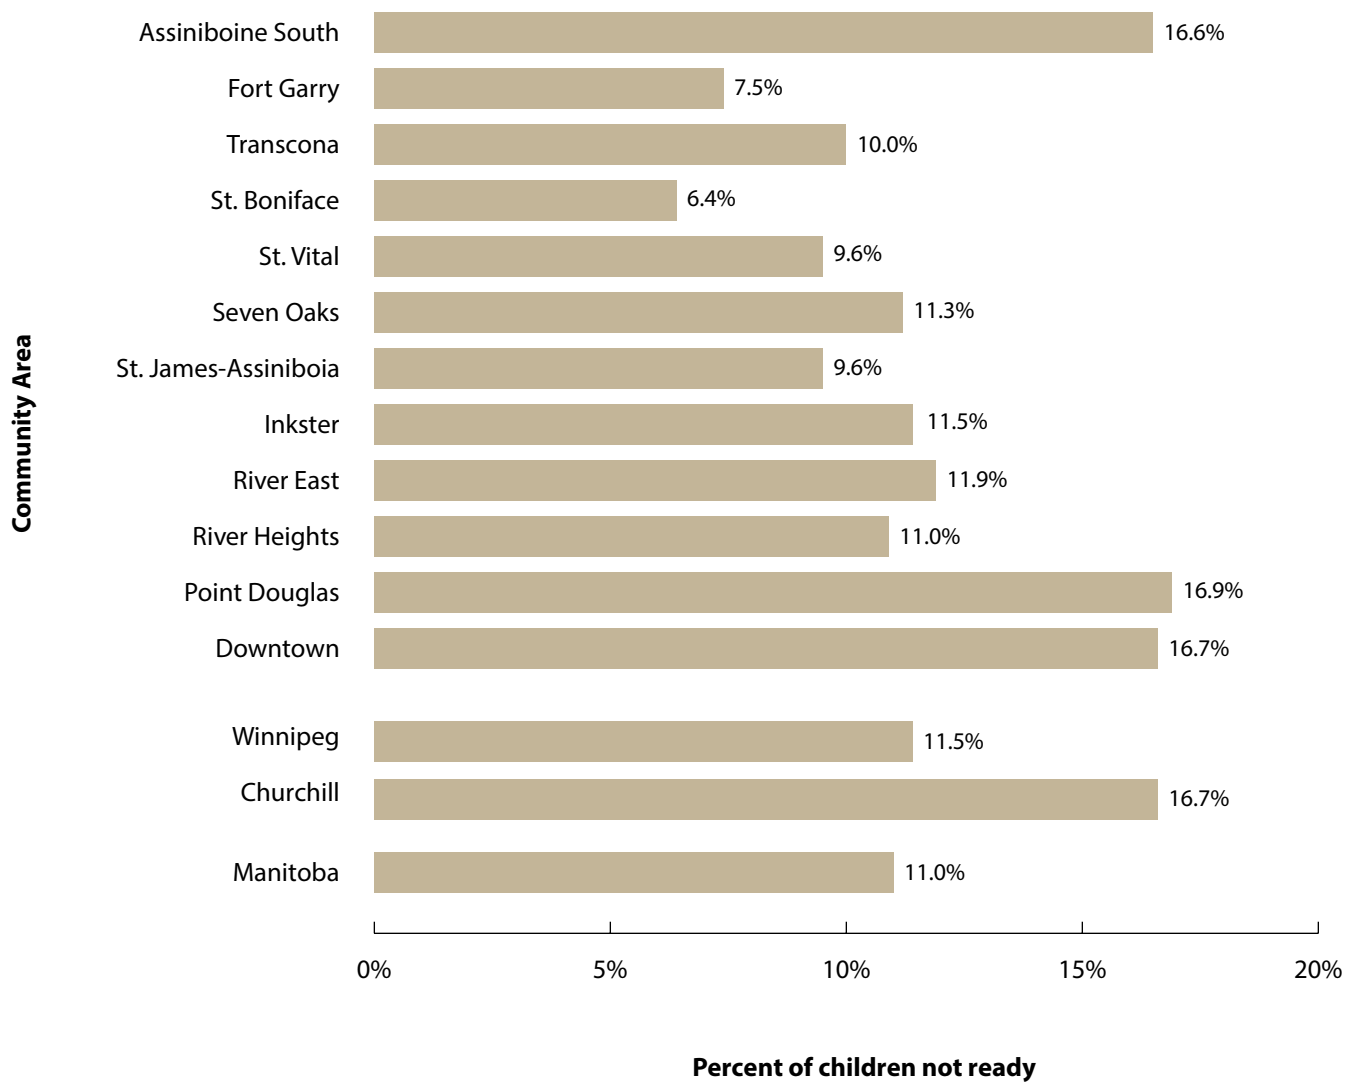 Assiniboine South 16.6%
Fort Garry 7.5%
Transcona 10.0%
St. Boniface 6.4%
St. Vital 9.6%
Seven Oaks 11.3%
St. James-Assiniboia 9.6%
Inkster 11.5%
River East 11.9%
River Heights 11.0%
Point Douglas 16.9%
Downtown 16.7%
Winnipeg 11.5%
Churchill 16.7%
Manitoba 11.0%
Community Area
0% 5% 10% 15% 20%
Percent of children not ready